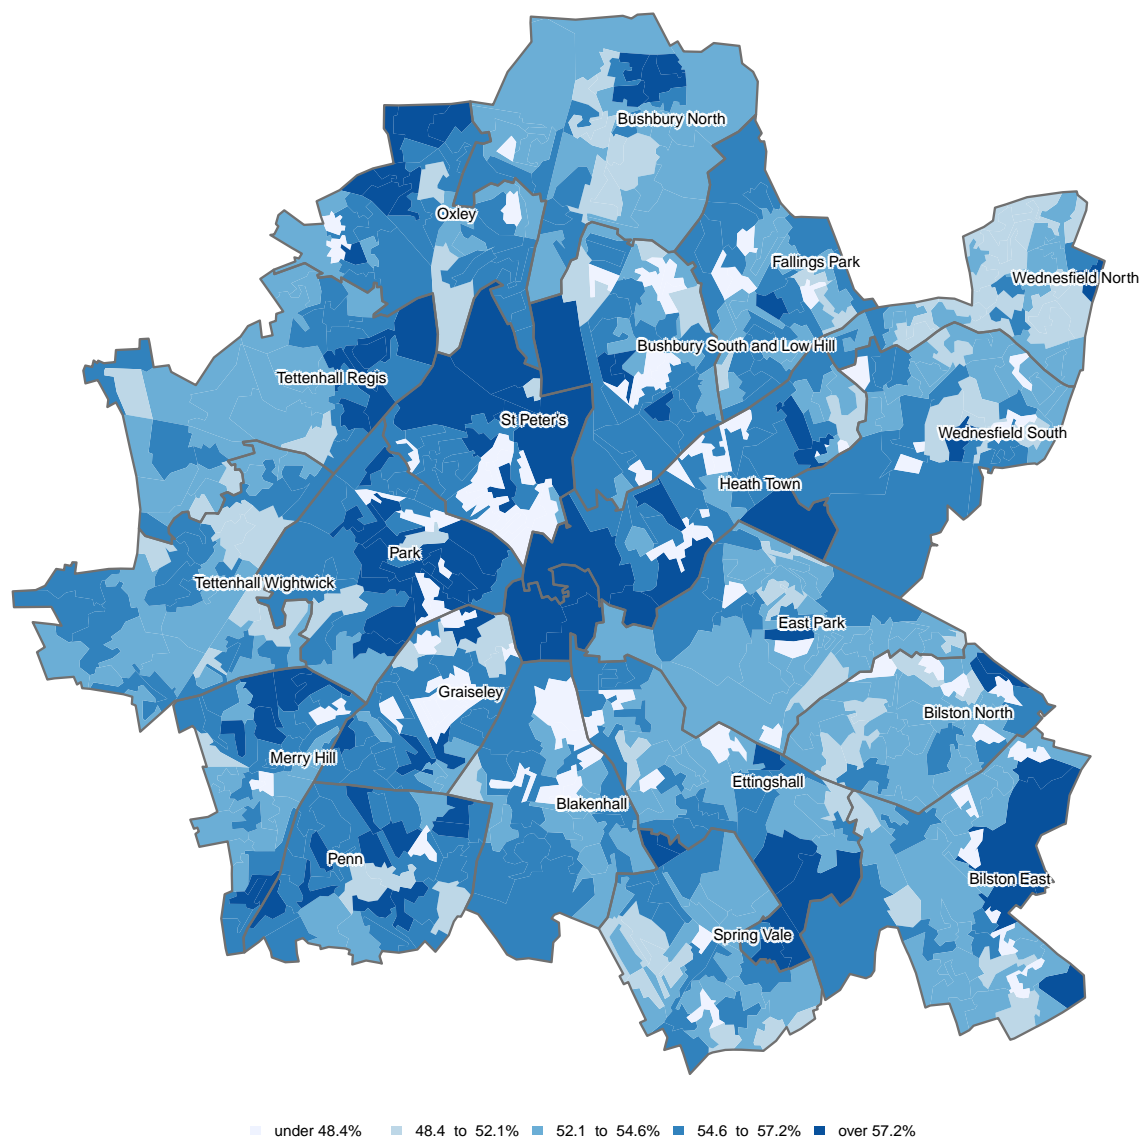 Bushbury North
Oxley
Fallings Park
Wednesfield North
Bushbury South and Low Hill
Tettenhall Regis
St Peter's
Wednesfield South
Heath Town
Park
Tettenhall Wightwick
East Park
Graiseley
Bilston North
Merry Hill
Ettingshall
Blakenhall
Penn
Bilston East
Spring Vale
under 48.4% 48.4 to 52.1% 52.1 to 54.6% 54.6 to 57.2% over 57.2%